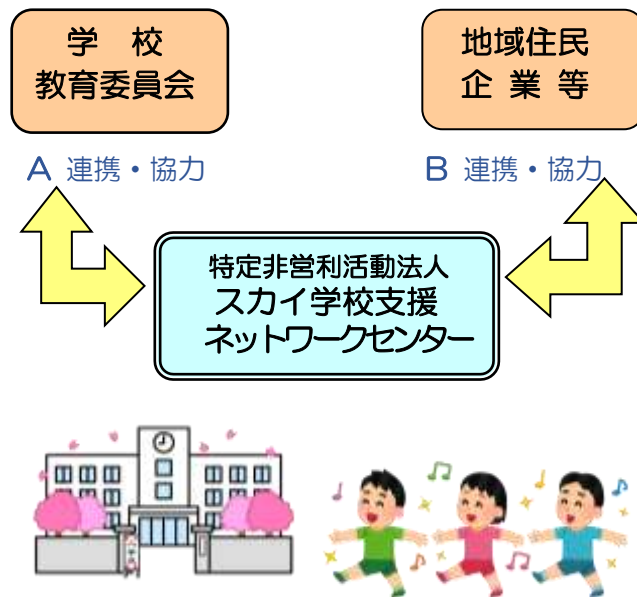 学　校
教育委員会
地域住民
企 業 等
A 連携・協力
B 連携・協力
特定非営利活動法人
スカイ学校支援
ネットワークセンター